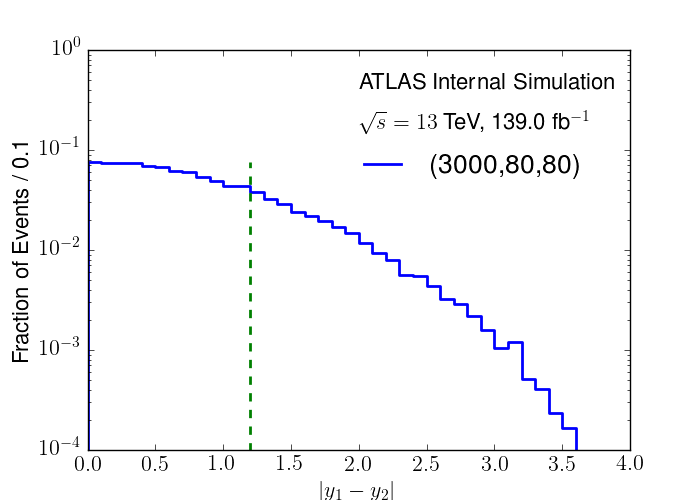 ATLAS Internal Simulation
√s = 13 TeV, 139.0 fb⁻¹
(3000,80,80)
Fraction of Events / 0.1
10⁰
10⁻¹
10⁻²
10⁻³
10⁻⁴
0.0 0.5 1.0 1.5 2.0 2.5 3.0 3.5 4.0
|y₁ − y₂|